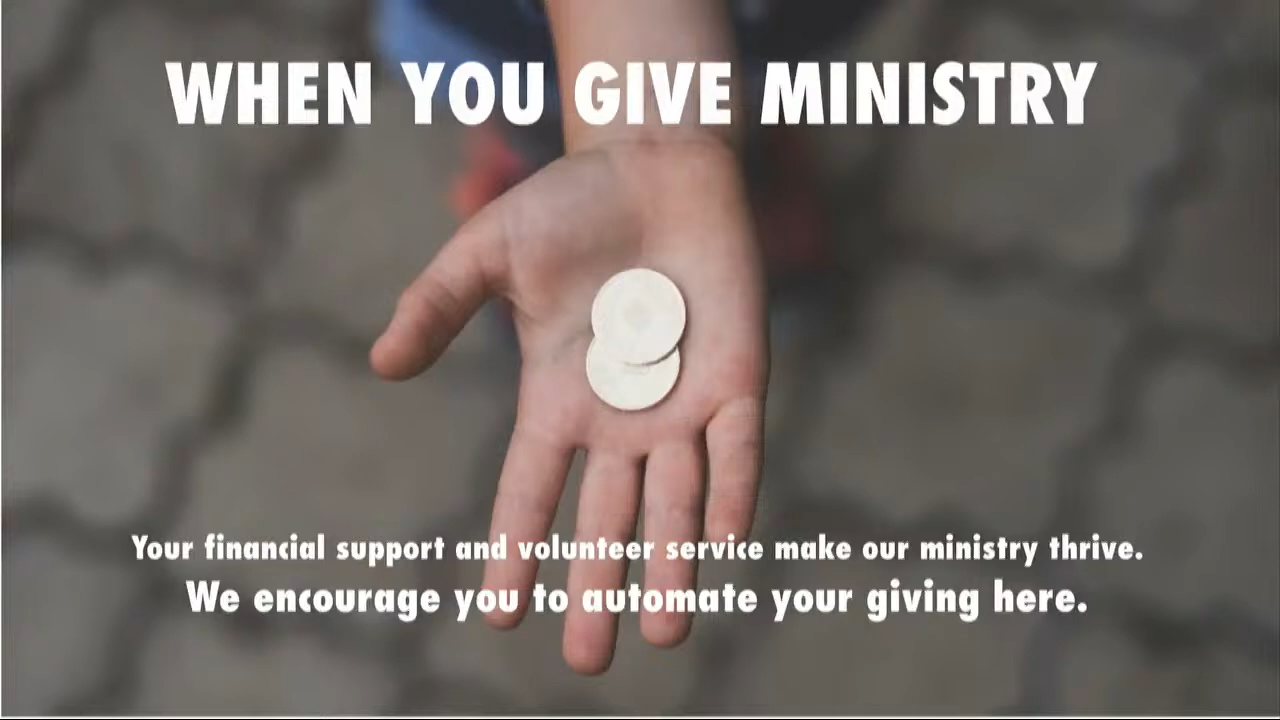 WHEN YOU GIVE MINISTRY
Your financial support and volunteer service make our ministry thrive.
We encourage you to automate your giving here.